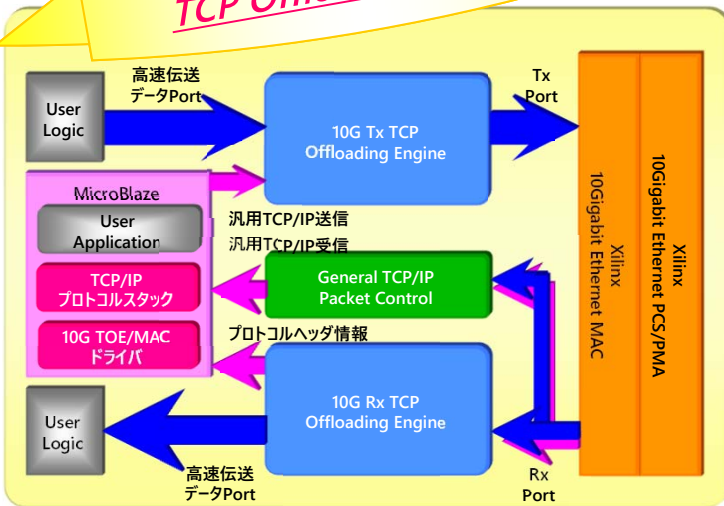 TCP
高速伝送
データPort
Tx
Port
User
Logic
10G Tx TCP
Offloading Engine
MicroBlaze
User
Application
汎用TCP/IP送信
汎用TCP/IP受信
TCP/IP
プロトコルスタック
General TCP/IP
Packet Control
10G TOE/MAC
ドライバ
プロトコルヘッダ情報
10G Rx TCP
Offloading Engine
User
Logic
高速伝送
データPort
Rx
Port
Xilinx
10Gigabit Ethernet MAC
Xilinx
10Gigabit Ethernet PCS/PMA